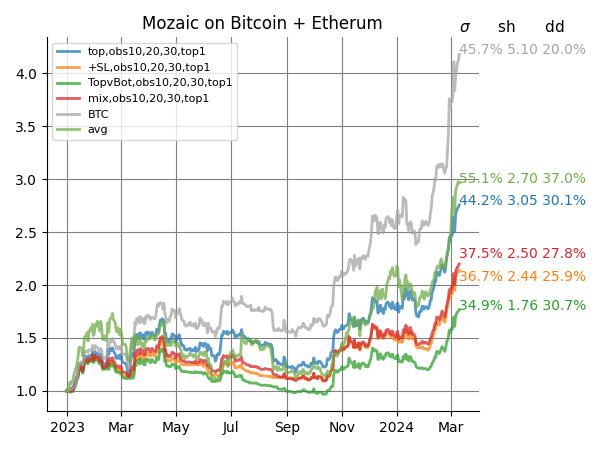 Mozaic on Bitcoin + Etherum
σ sh dd
45.7% 5.10 20.0%
4.0
top,obs10,20,30,top1
+SL,obs10,20,30,top1
TopvBot,obs10,20,30,top1
mix,obs10,20,30,top1
BTC
avg
3.5
3.0
55.1% 2.70 37.0%
44.2% 3.05 30.1%
2.5
37.5% 2.50 27.8%
36.7% 2.44 25.9%
2.0
34.9% 1.76 30.7%
1.5
1.0
2023 Mar May Jul Sep Nov 2024 Mar